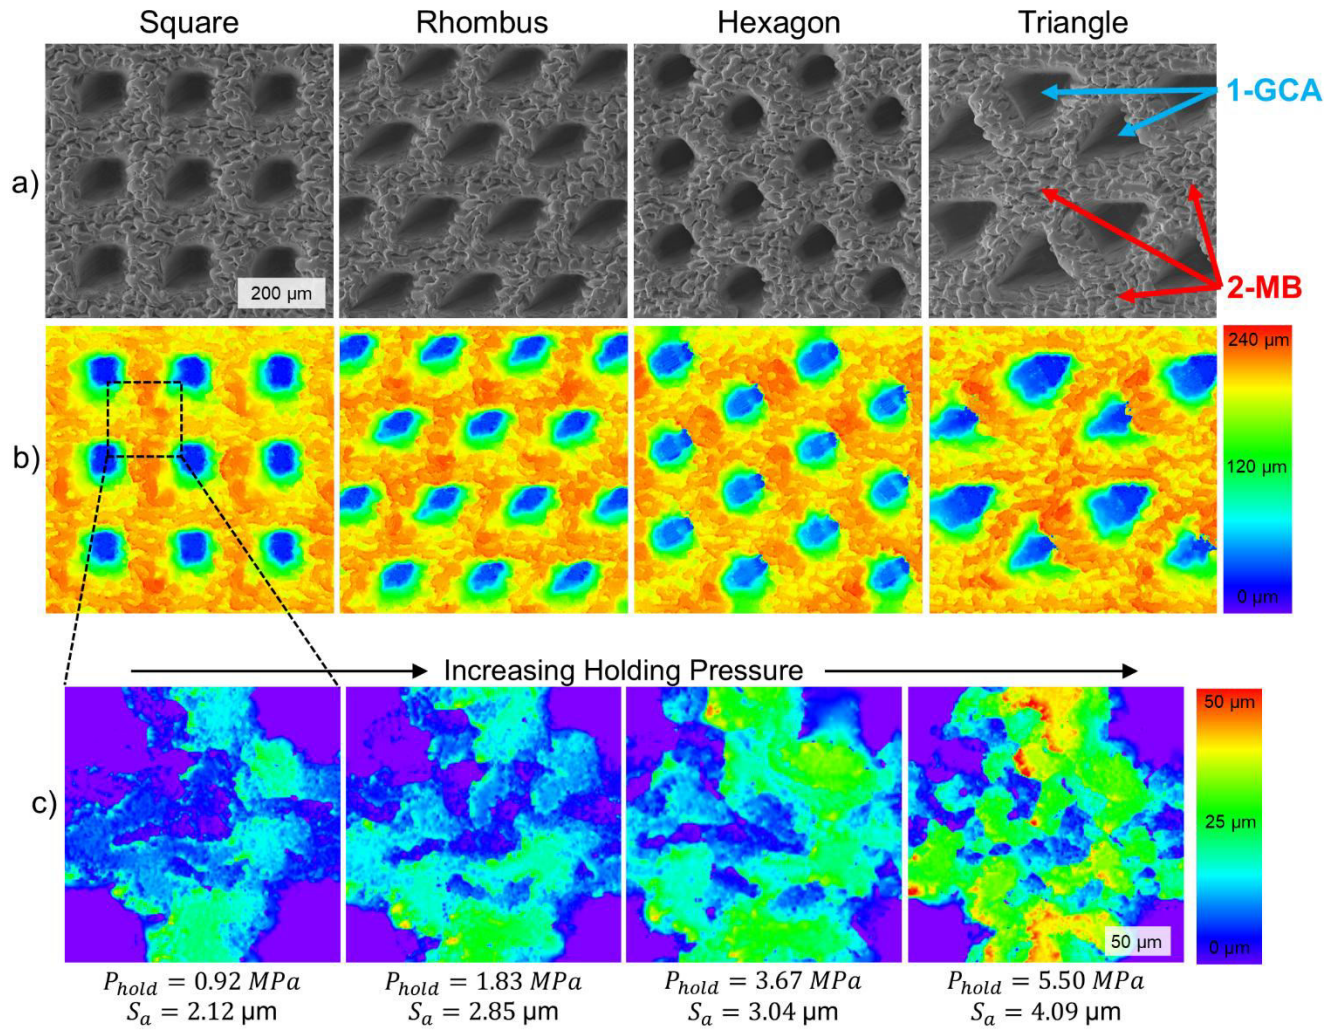 Square Rhombus Hexagon Triangle
a)
1-GCA
2-MB
200 µm
b)
240 µm
120 µm
0 µm
Increasing Holding Pressure
c)
50 µm
25 µm
0 µm
50 µm
P_hold = 0.92 MPa P_hold = 1.83 MPa P_hold = 3.67 MPa P_hold = 5.50 MPa
S_a = 2.12 µm S_a = 2.85 µm S_a = 3.04 µm S_a = 4.09 µm